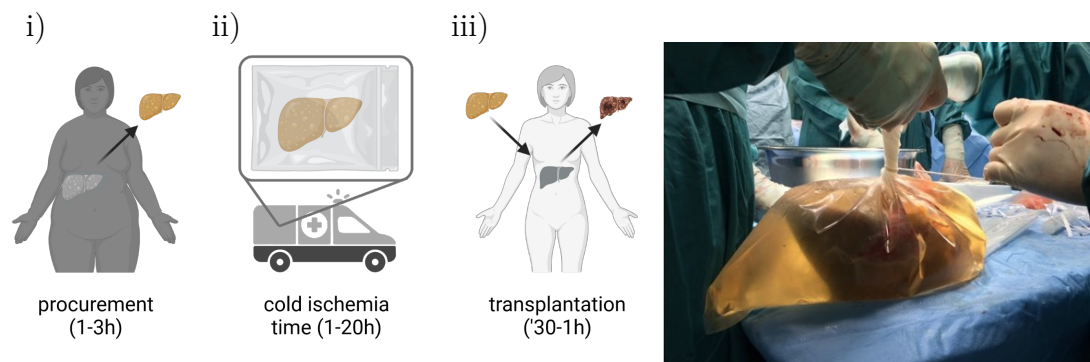 i)
ii)
iii)
procurement
(1-3h)
cold ischemia
time (1-20h)
transplantation
('30-1h)